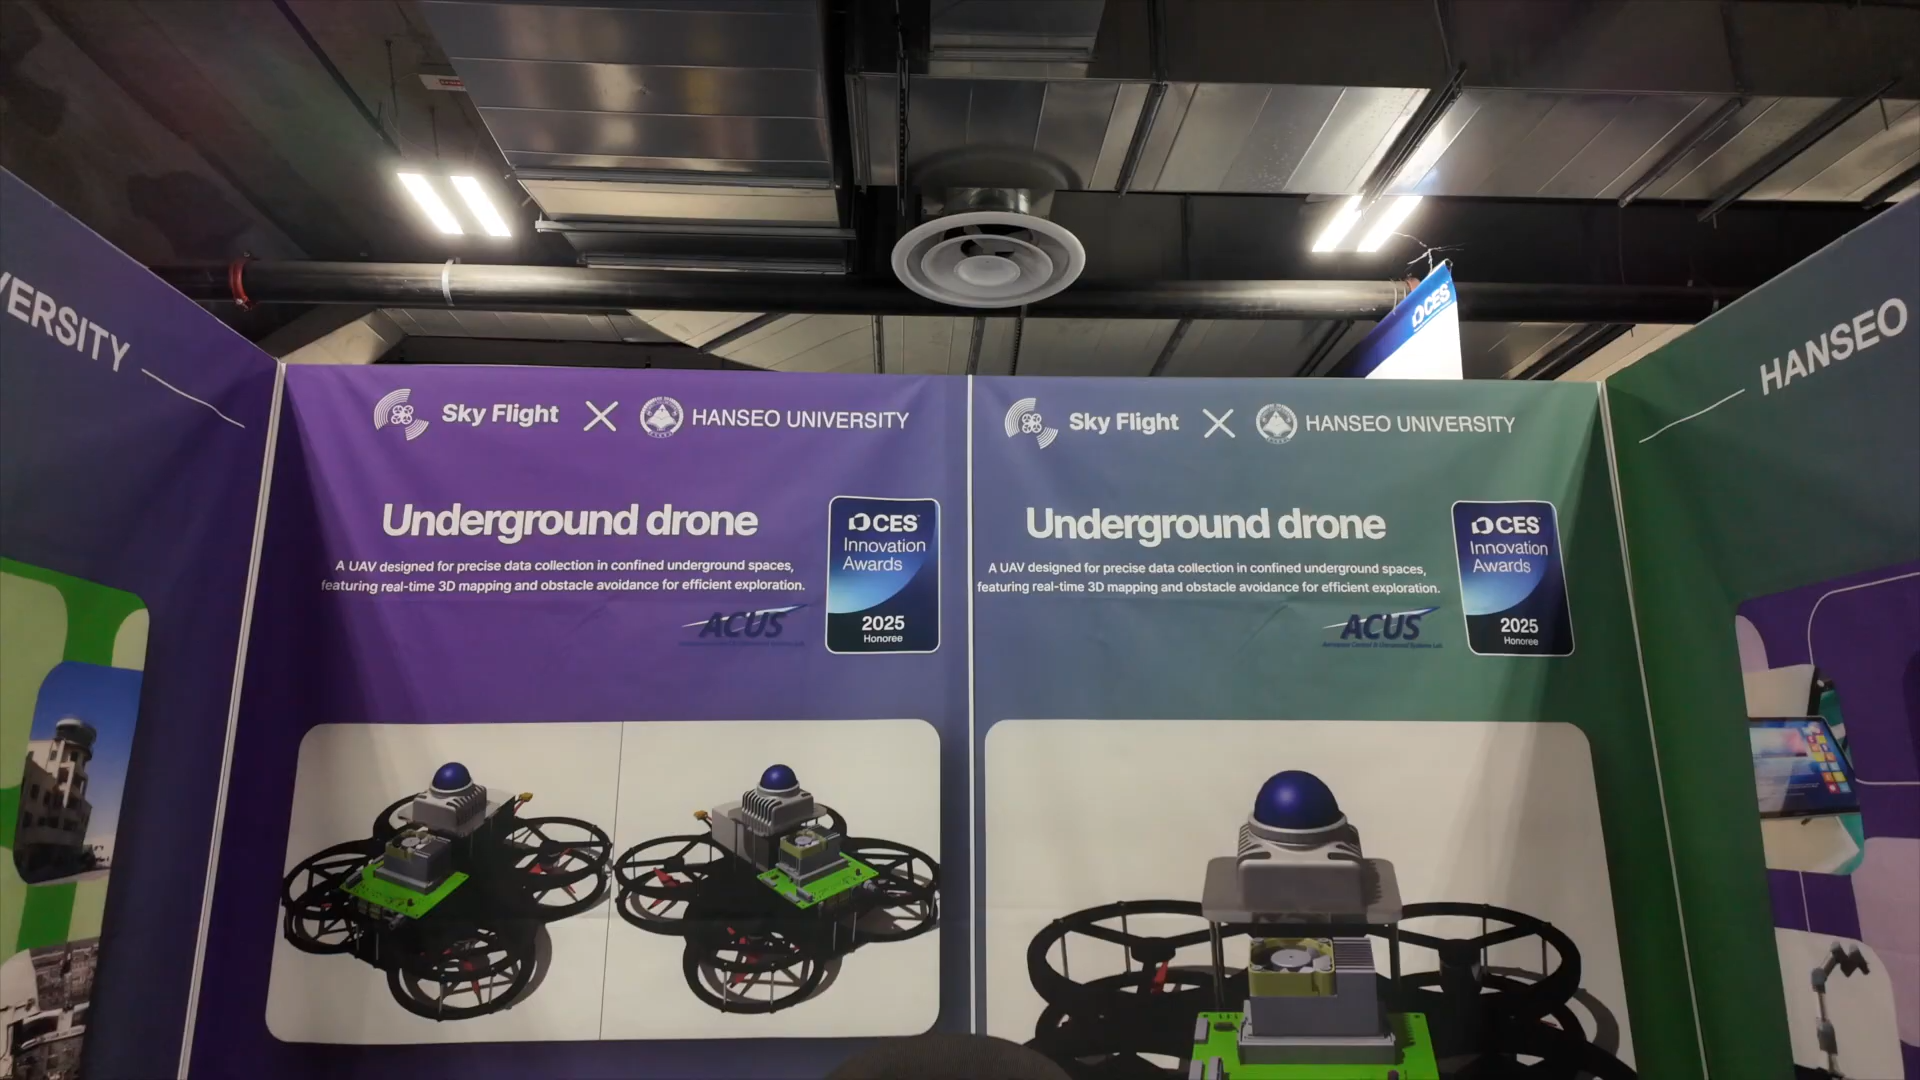 VERSITY
HANSEO
CES
Sky Flight
HANSEO UNIVERSITY
Underground drone
A UAV designed for precise data collection in confined underground spaces,
featuring real-time 3D mapping and obstacle avoidance for efficient exploration.
ACUS
CES
Innovation
Awards
2025
Honoree
Sky Flight
HANSEO UNIVERSITY
Underground drone
A UAV designed for precise data collection in confined underground spaces,
featuring real-time 3D mapping and obstacle avoidance for efficient exploration.
ACUS
CES
Innovation
Awards
2025
Honoree